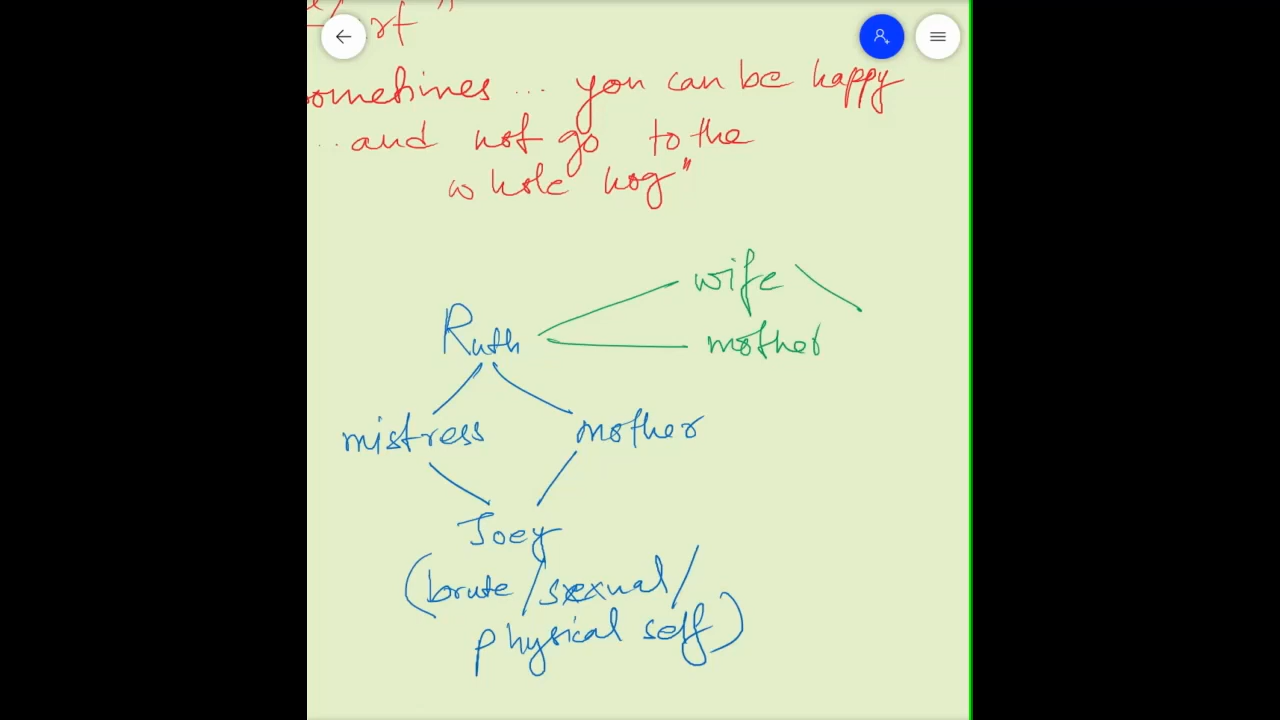 sometimes ... you can be happy
... and not go to the
whole hog"
wife
Ruth
mother
mistress
mother
Joey
(brute/sexual/
physical self)